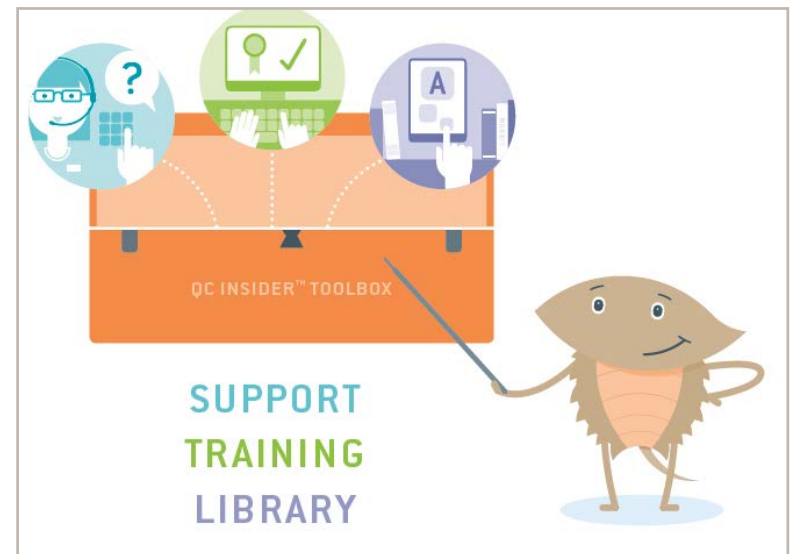 ?
A
QC INSIDER™ TOOLBOX
SUPPORT
TRAINING
LIBRARY